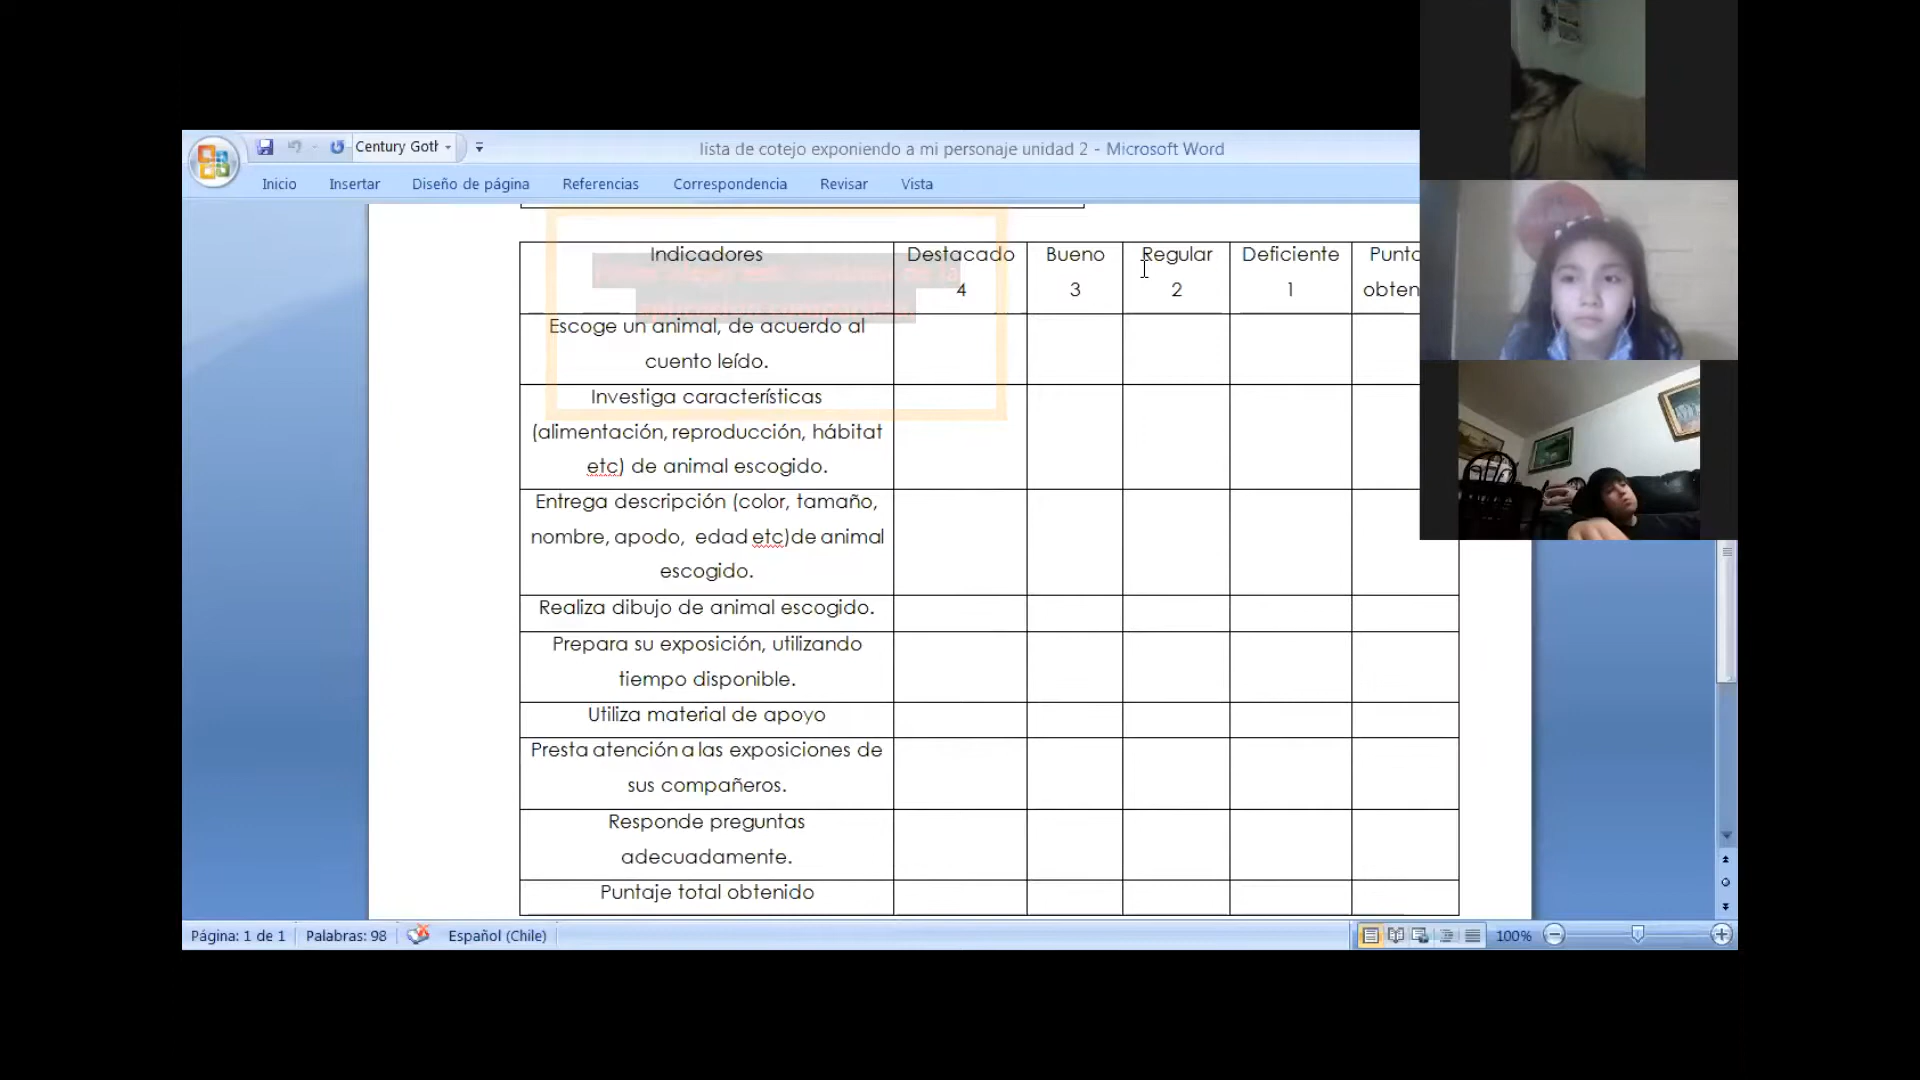 Century Gotl
lista de cotejo exponiendo a mi personaje unidad 2 - Microsoft Word
Inicio Insertar Diseño de página Referencias Correspondencia Revisar Vista
Indicadores Destacado Bueno Regular Deficiente Punta
4 3 2 1 obten
Escoge un animal, de acuerdo al
cuento leído.
Investiga características
(alimentación, reproducción, hábitat
etc) de animal escogido.
Entrega descripción (color, tamaño,
nombre, apodo, edad etc)de animal
escogido.
Realiza dibujo de animal escogido.
Prepara su exposición, utilizando
tiempo disponible.
Utiliza material de apoyo
Presta atención a las exposiciones de
sus compañeros.
Responde preguntas
adecuadamente.
Puntaje total obtenido
Página: 1 de 1 Palabras: 98 Español (Chile) 100%